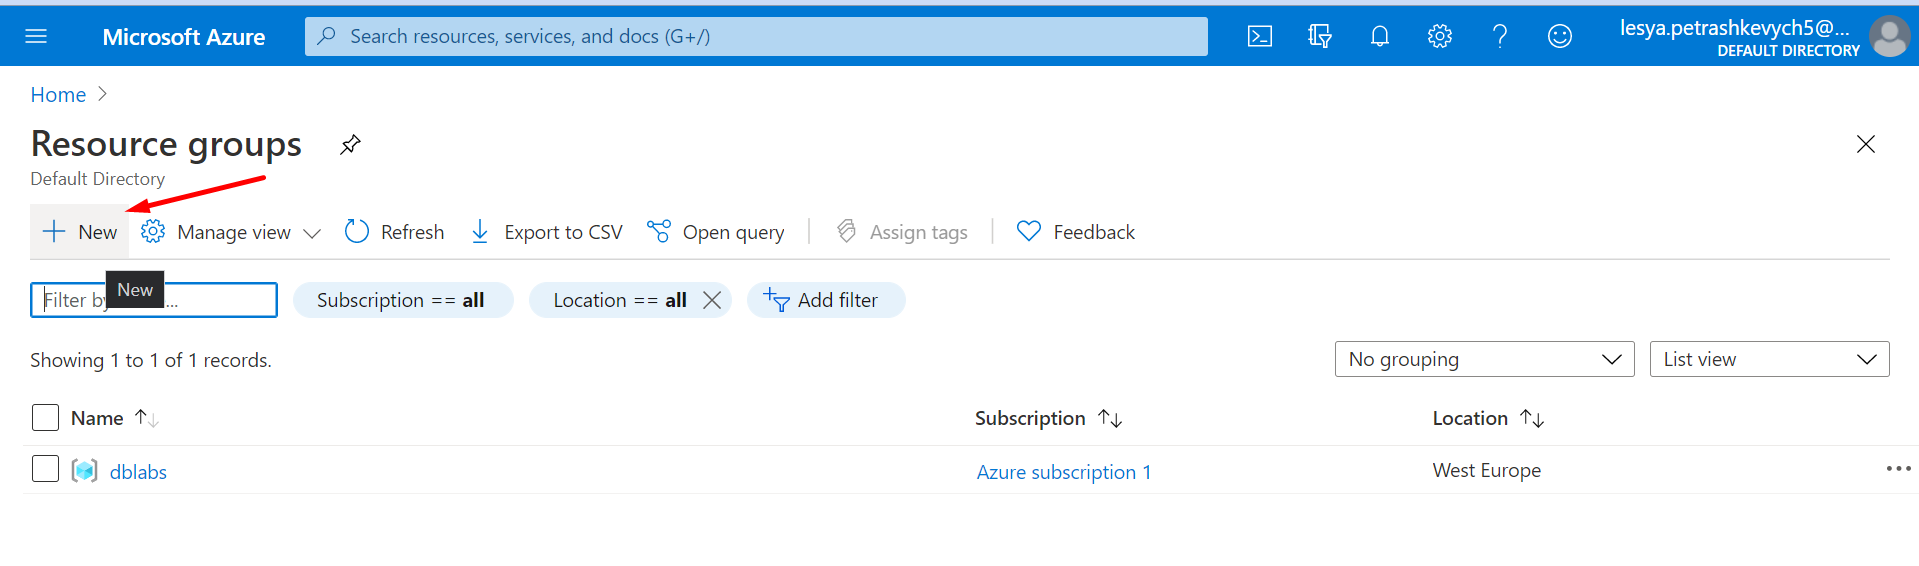 Microsoft Azure
Search resources, services, and docs (G+/)
lesya.petrashkevych5@...
DEFAULT DIRECTORY
Home >
Resource groups
Default Directory
+ New
Manage view
Refresh
Export to CSV
Open query
Assign tags
Feedback
Filter by ...
New
Subscription == all
Location == all
Add filter
Showing 1 to 1 of 1 records.
No grouping
List view
Name ↑↓
Subscription ↑↓
Location ↑↓
dblabs
Azure subscription 1
West Europe
...